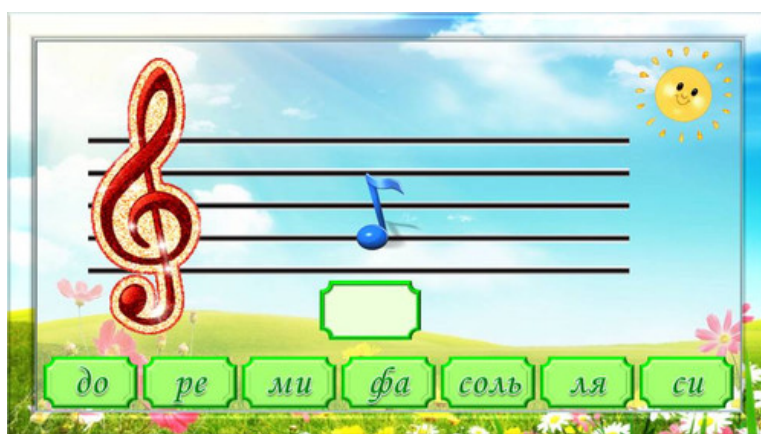 до ре ми фа соль ля си